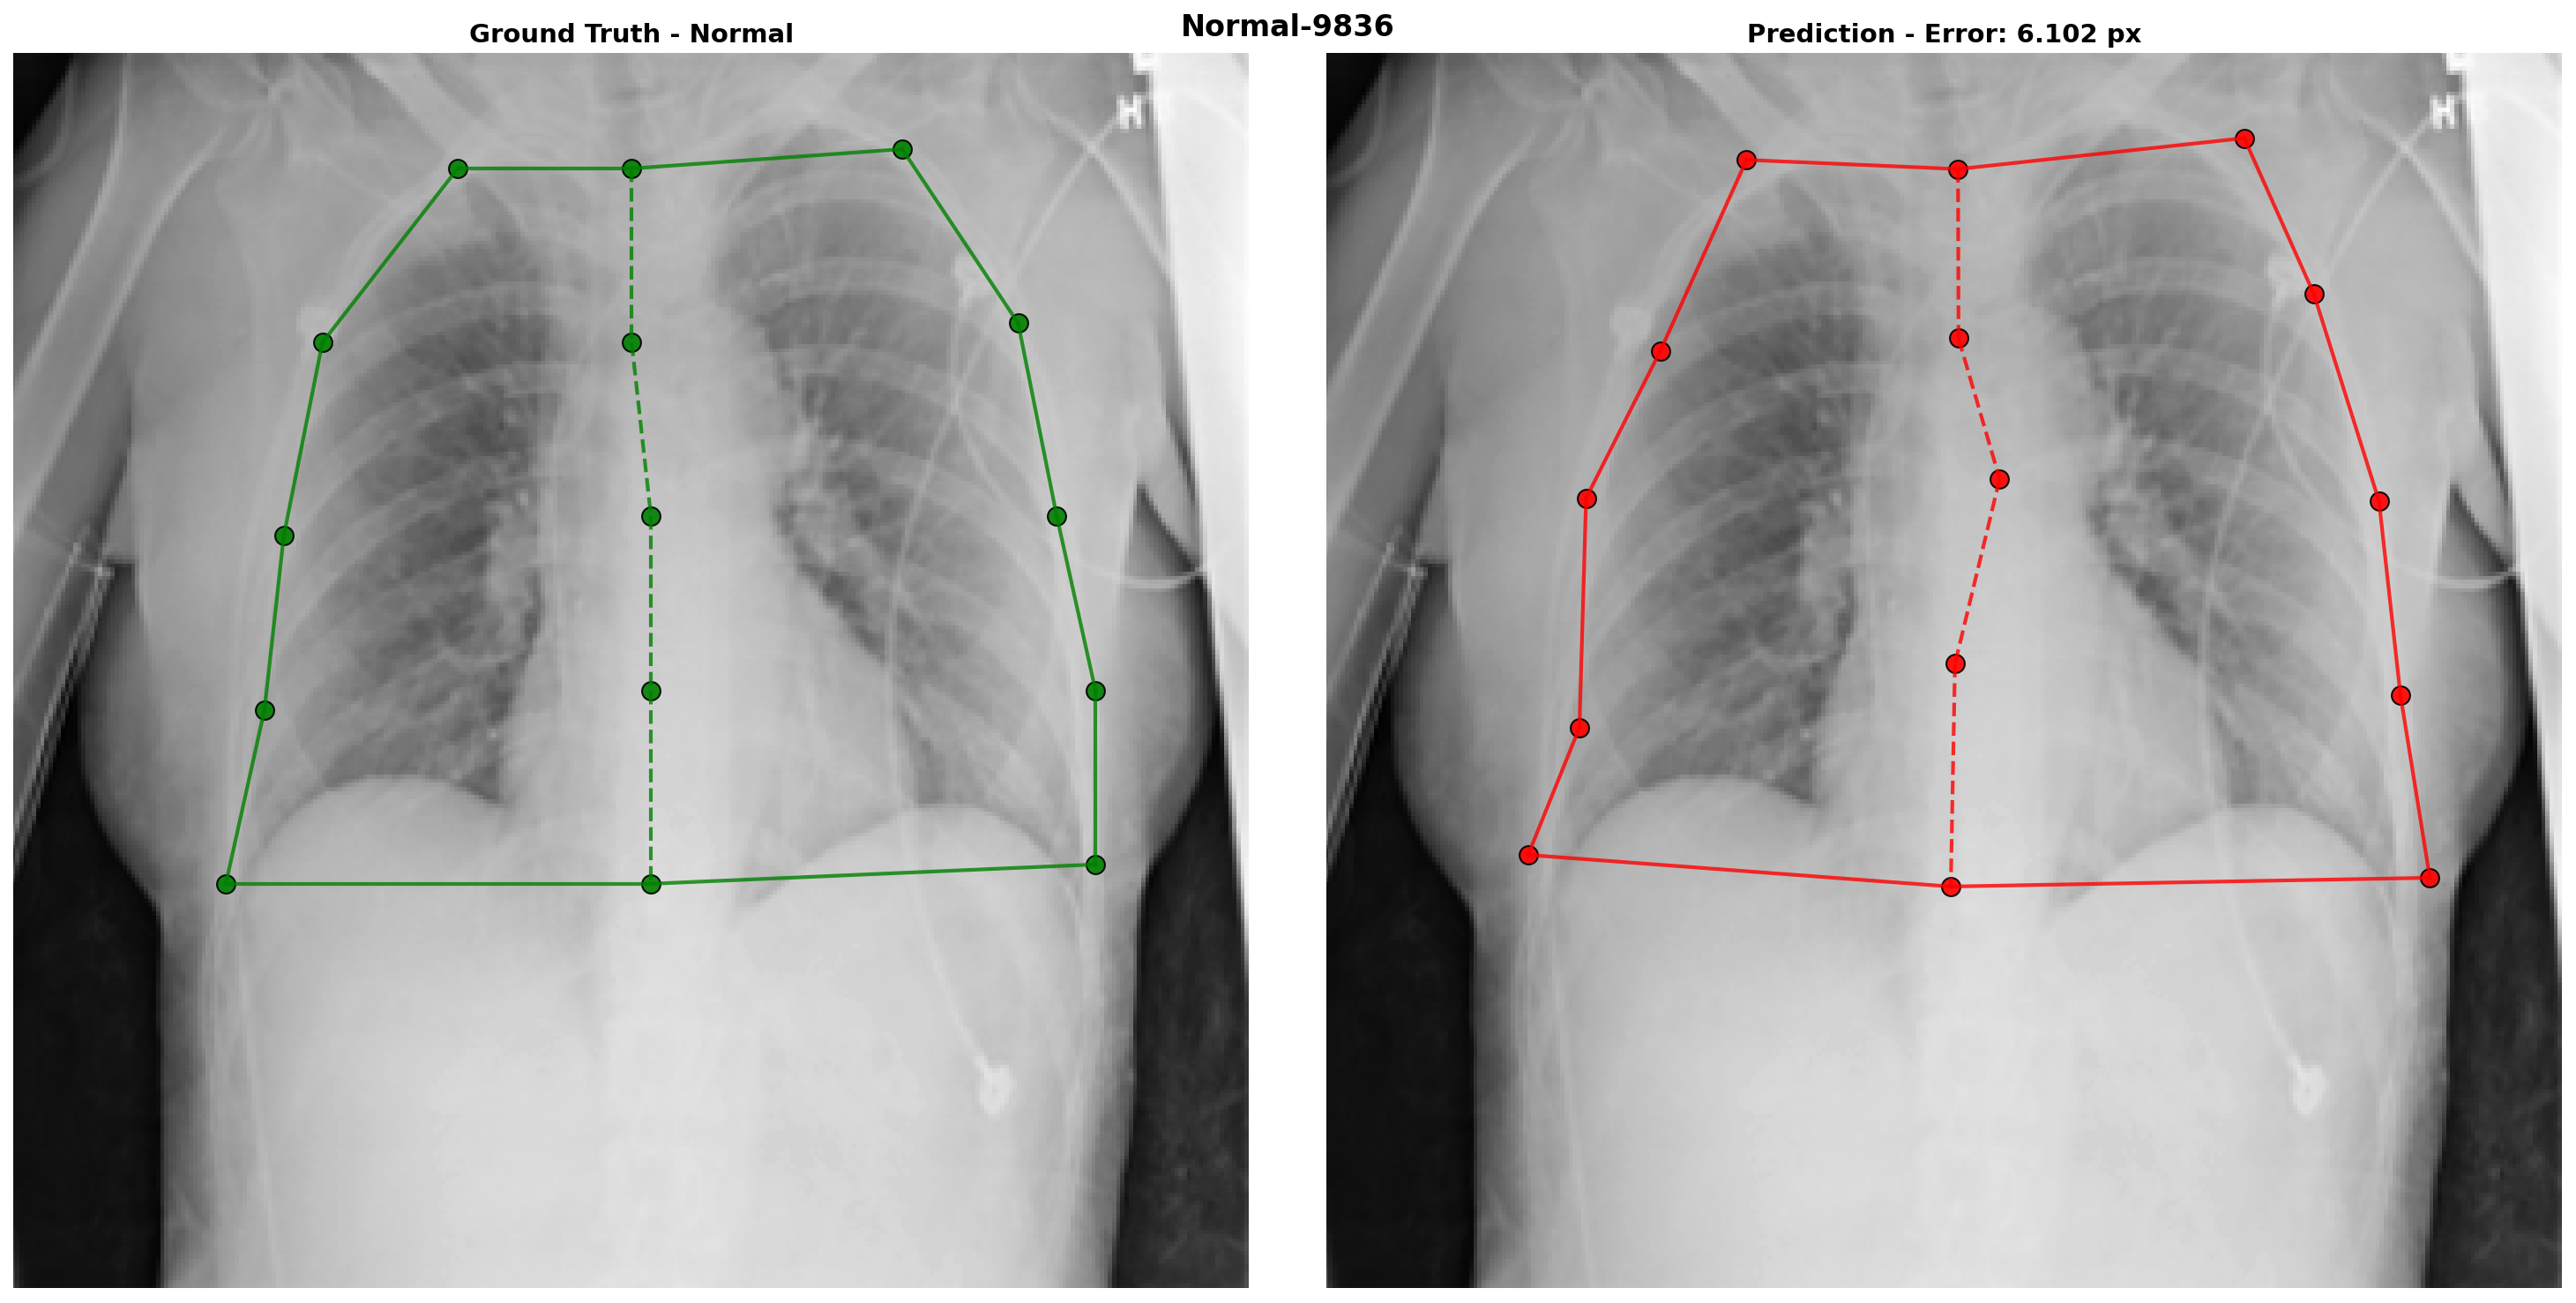 Normal-9836
Ground Truth - Normal
Prediction - Error: 6.102 px
H
H